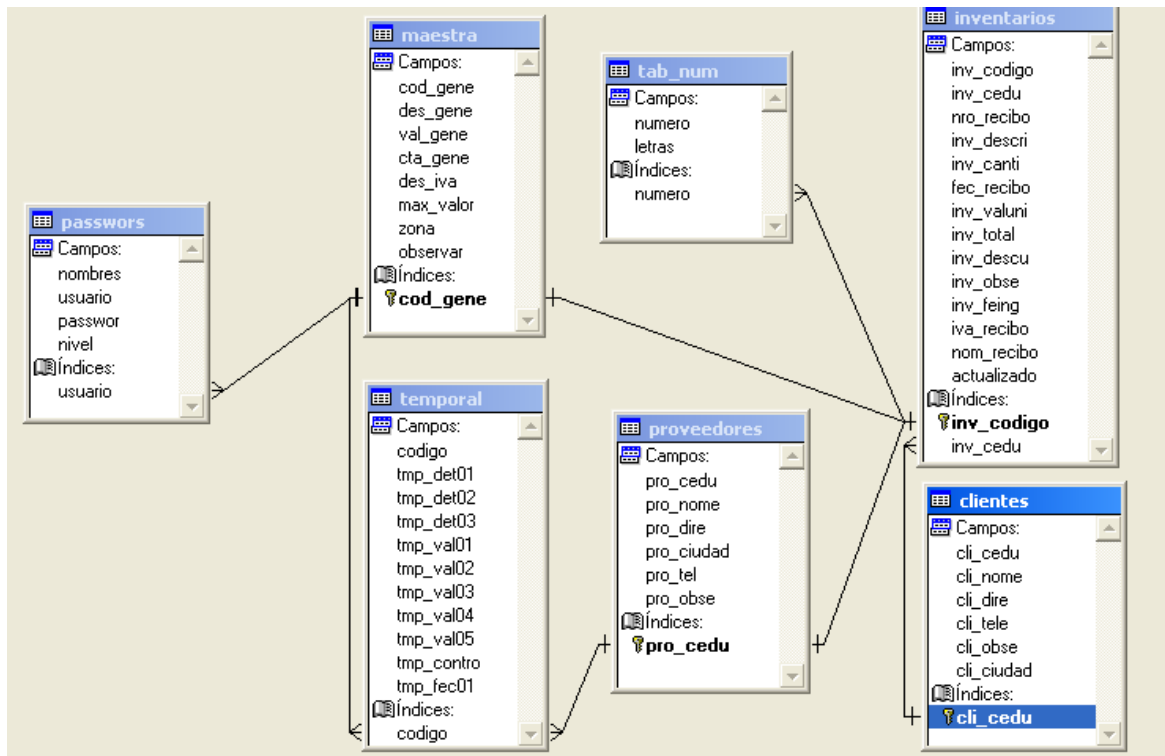 passwors
Campos:
nombres
usuario
passwor
nivel
Índices:
usuario
maestra
Campos:
cod_gene
des_gene
val_gene
cta_gene
des_iva
max_valor
zona
observar
Índices:
cod_gene
temporal
Campos:
codigo
tmp_det01
tmp_det02
tmp_det03
tmp_val01
tmp_val02
tmp_val03
tmp_val04
tmp_val05
tmp_contro
tmp_fec01
Índices:
codigo
tab_num
Campos:
numero
letras
Índices:
numero
proveedores
Campos:
pro_cedu
pro_nome
pro_dire
pro_ciudad
pro_tel
pro_obse
Índices:
pro_cedu
inventarios
Campos:
inv_codigo
inv_cedu
nro_recibo
inv_descri
inv_canti
fec_recibo
inv_valuni
inv_total
inv_descu
inv_obse
inv_feing
iva_recibo
nom_recibo
actualizado
Índices:
inv_codigo
inv_cedu
clientes
Campos:
cli_cedu
cli_nome
cli_dire
cli_tele
cli_obse
cli_ciudad
Índices:
cli_cedu